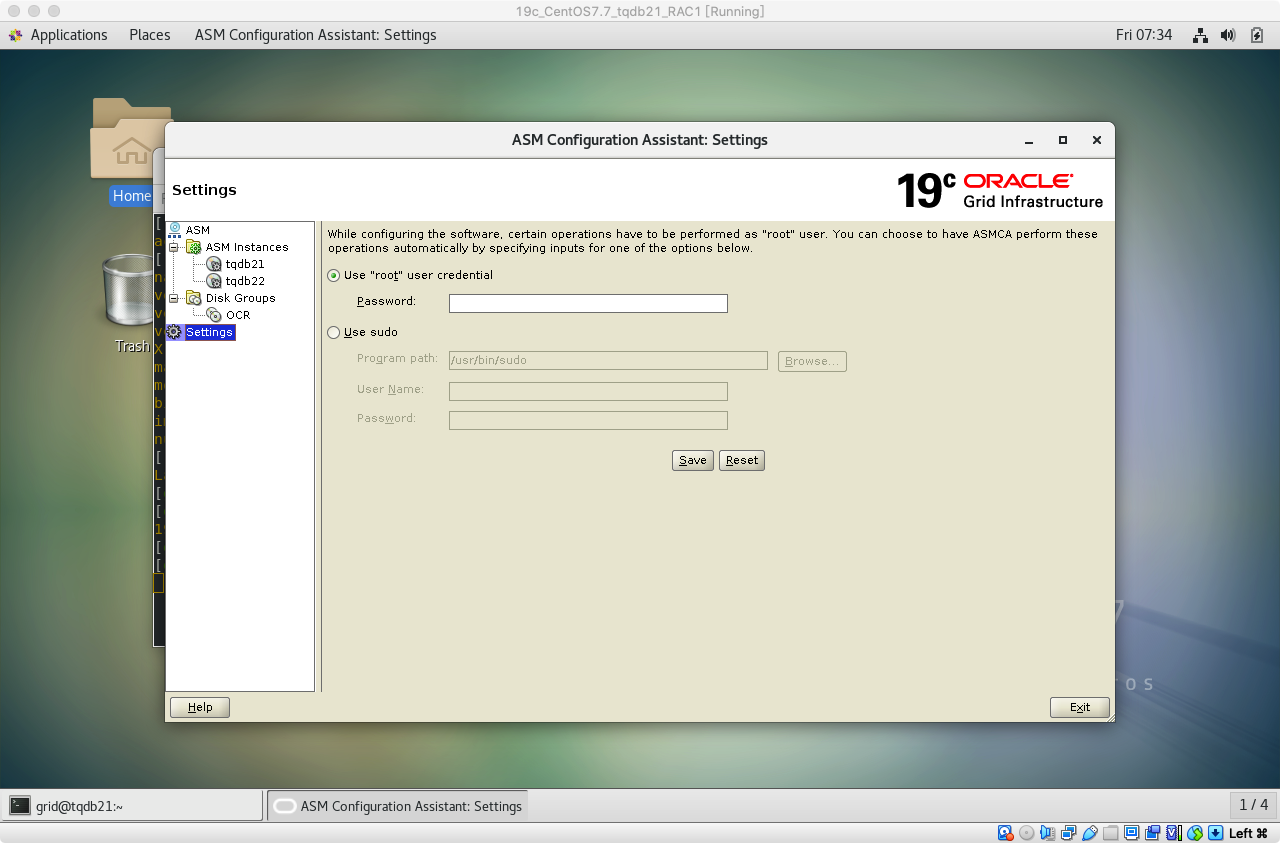 19c_CentOS7.7_tqdb21_RAC1 [Running]
Applications Places ASM Configuration Assistant: Settings Fri 07:34
Home
Trash
ASM Configuration Assistant: Settings
Settings
19c ORACLE
Grid Infrastructure
ASM
ASM Instances
tqdb21
tqdb22
Disk Groups
OCR
Settings
While configuring the software, certain operations have to be performed as "root" user. You can choose to have ASMCA perform these
operations automatically by specifying inputs for one of the options below.
Use "root" user credential
Password:
Use sudo
Program path: /usr/bin/sudo Browse...
User Name:
Password:
Save Reset
Help Exit
7
TOS
grid@tqdb21:~ ASM Configuration Assistant: Settings 1 / 4
Left ⌘